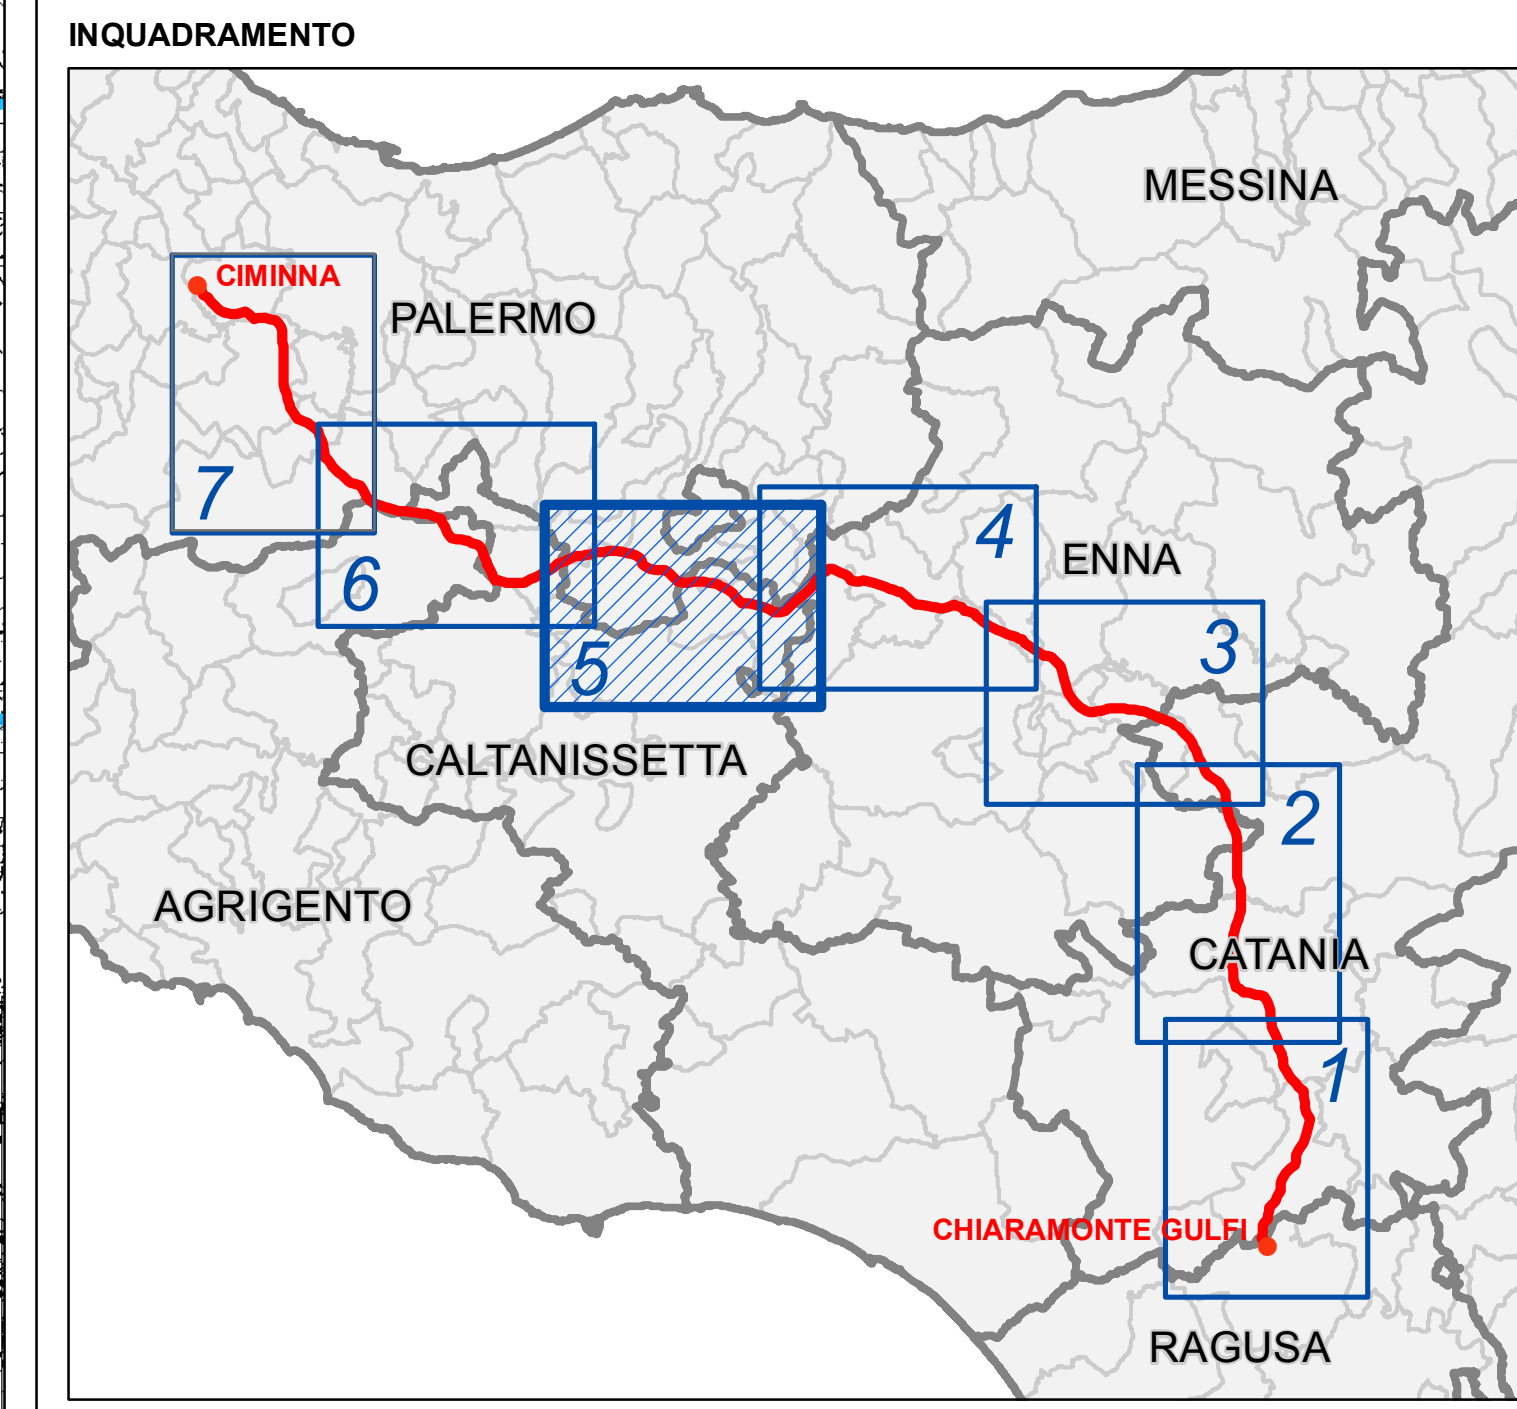 INQUADRAMENTO
MESSINA
CIMINNA
PALERMO
7
4
ENNA
6
3
5
CALTANISSETTA
2
AGRIGENTO
CATANIA
1
CHIARAMONTE GULFI
RAGUSA